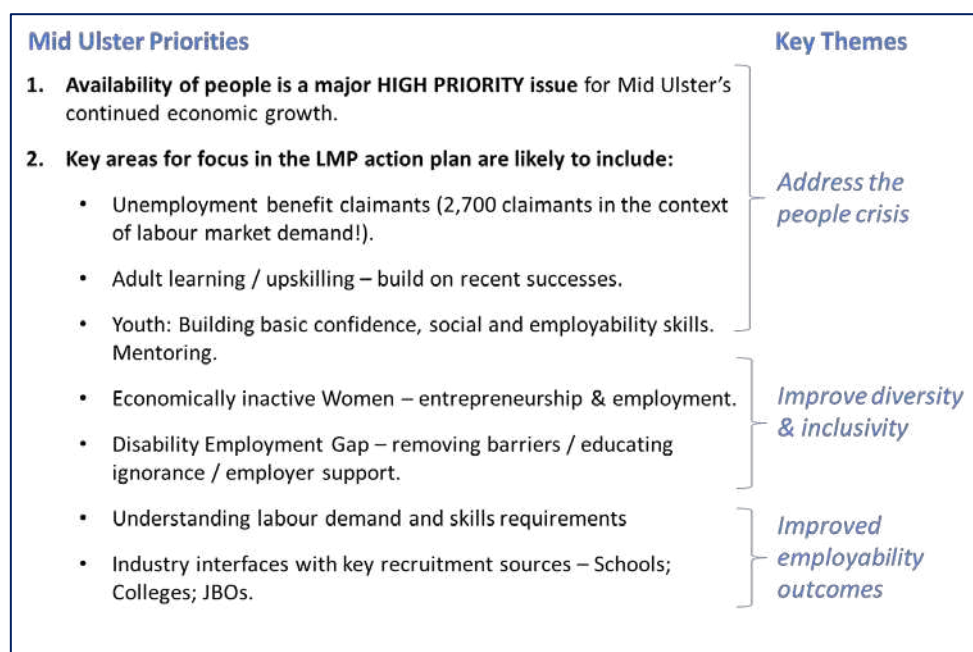 Mid Ulster Priorities
Key Themes
1. Availability of people is a major HIGH PRIORITY issue for Mid Ulster's
continued economic growth.
2. Key areas for focus in the LMP action plan are likely to include:
• Unemployment benefit claimants (2,700 claimants in the context
of labour market demand!).
• Adult learning / upskilling – build on recent successes.
• Youth: Building basic confidence, social and employability skills.
Mentoring.
Address the
people crisis
• Economically inactive Women – entrepreneurship & employment.
• Disability Employment Gap – removing barriers / educating
ignorance / employer support.
Improve diversity
& inclusivity
• Understanding labour demand and skills requirements
• Industry interfaces with key recruitment sources – Schools;
Colleges; JBOs.
Improved
employability
outcomes